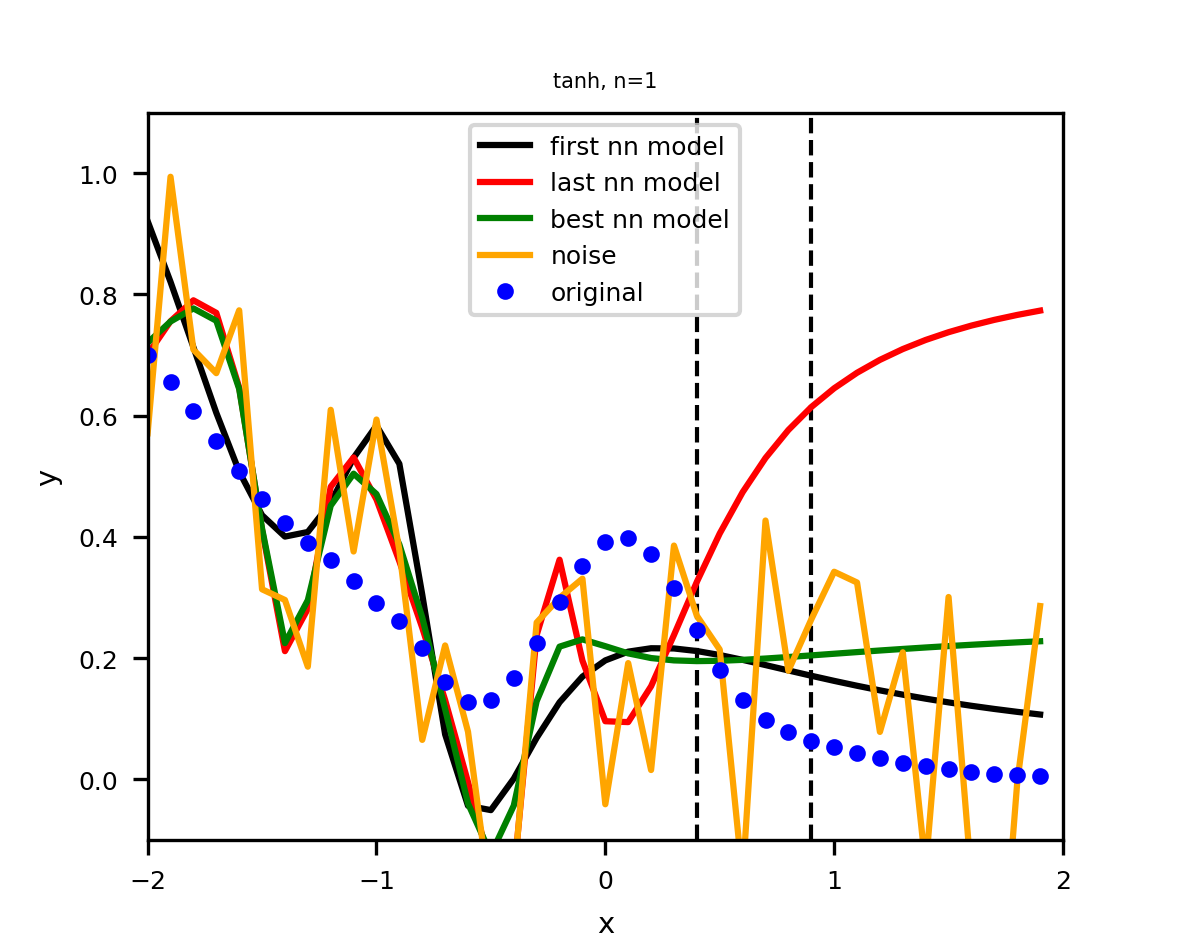 tanh, n=1
first nn model
last nn model
best nn model
noise
original
1.0
0.8
0.6
0.4
0.2
0.0
y
−2
−1
0
1
2
x